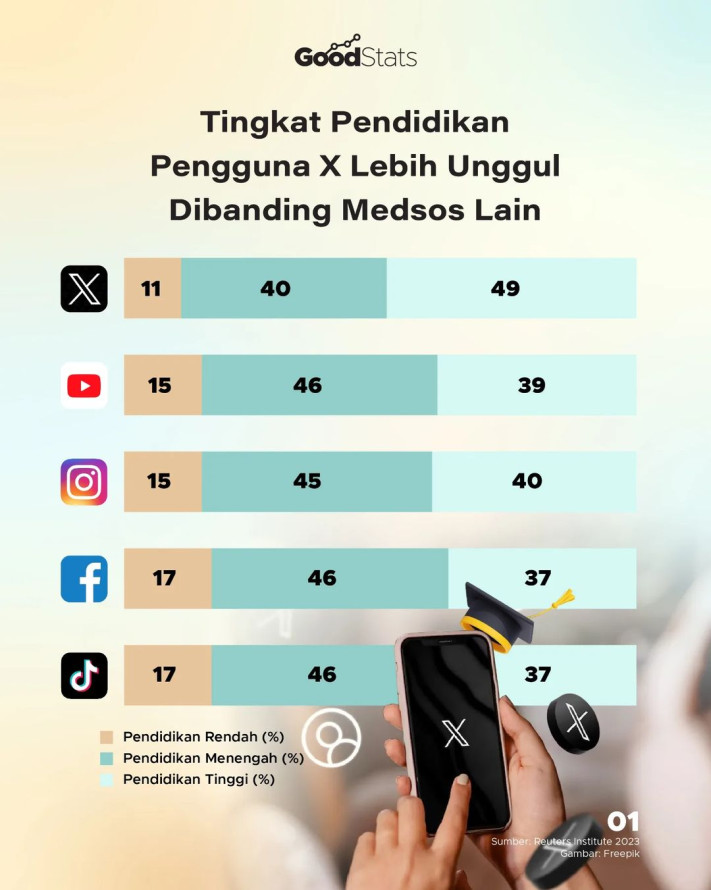 GoodStats
Tingkat Pendidikan
Pengguna X Lebih Unggul
Dibanding Medsos Lain
11 40 49
15 46 39
15 45 40
17 46 37
17 46 37
Pendidikan Rendah (%)
Pendidikan Menengah (%)
Pendidikan Tinggi (%)
01
Sumber: Reuters Institute 2023
Gambar: Freepik